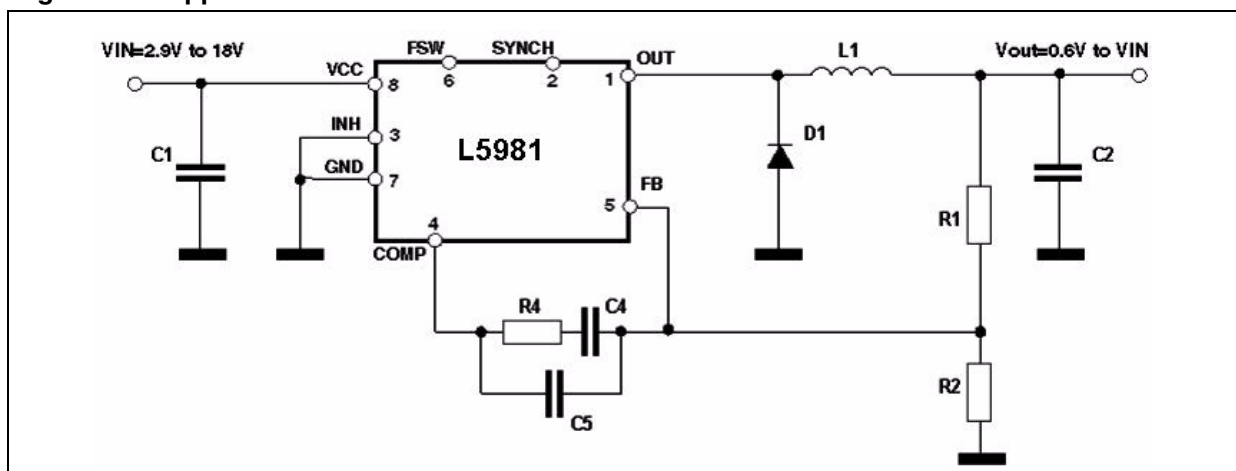 VIN=2.9V to 18V
FSW
SYNCH
OUT
L1
Vout=0.6V to VIN
VCC
8
6
2
1
INH
3
C1
L5981
D1
C2
GND
7
FB
5
R1
4
COMP
R4
C4
R2
C5